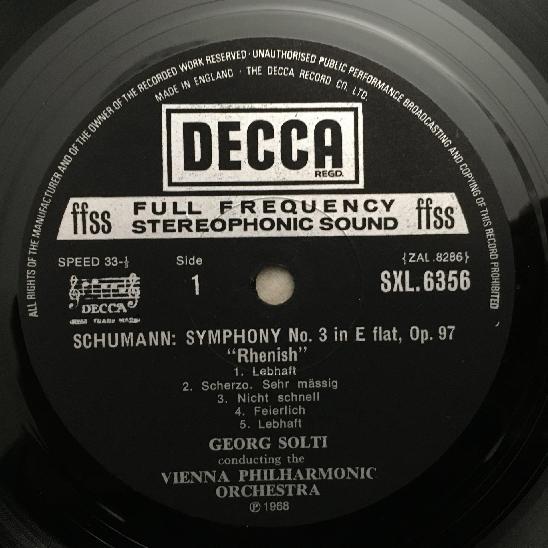 ALL RIGHTS OF THE MANUFACTURER AND OF THE OWNER OF THE RECORDED WORK RESERVED · UNAUTHORISED PUBLIC PERFORMANCE BROADCASTING AND COPYING OF THIS RECORD PROHIBITED
MADE IN ENGLAND · THE DECCA RECORD CO. LTD.
DECCA
REGD.
ffss FULL FREQUENCY STEREOPHONIC SOUND ffss
SPEED 33-⅓ Side 1 {ZAL.8286}
SXL.6356
DECCA
TRADE MARK
SCHUMANN: SYMPHONY No. 3 in E flat, Op. 97
"Rhenish"
1. Lebhaft
2. Scherzo. Sehr mässig
3. Nicht schnell
4. Feierlich
5. Lebhaft
GEORG SOLTI
conducting the
VIENNA PHILHARMONIC
ORCHESTRA
℗ 1968